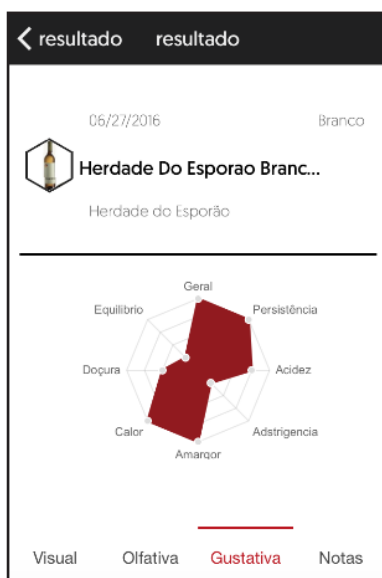 resultado resultado
06/27/2016 Branco
Herdade Do Esporao Branc...
Herdade do Esporão
Geral
Equilibrio Persistência
Doçura Acidez
Calor Adstrigencia
Amargor
Visual Olfativa Gustativa Notas